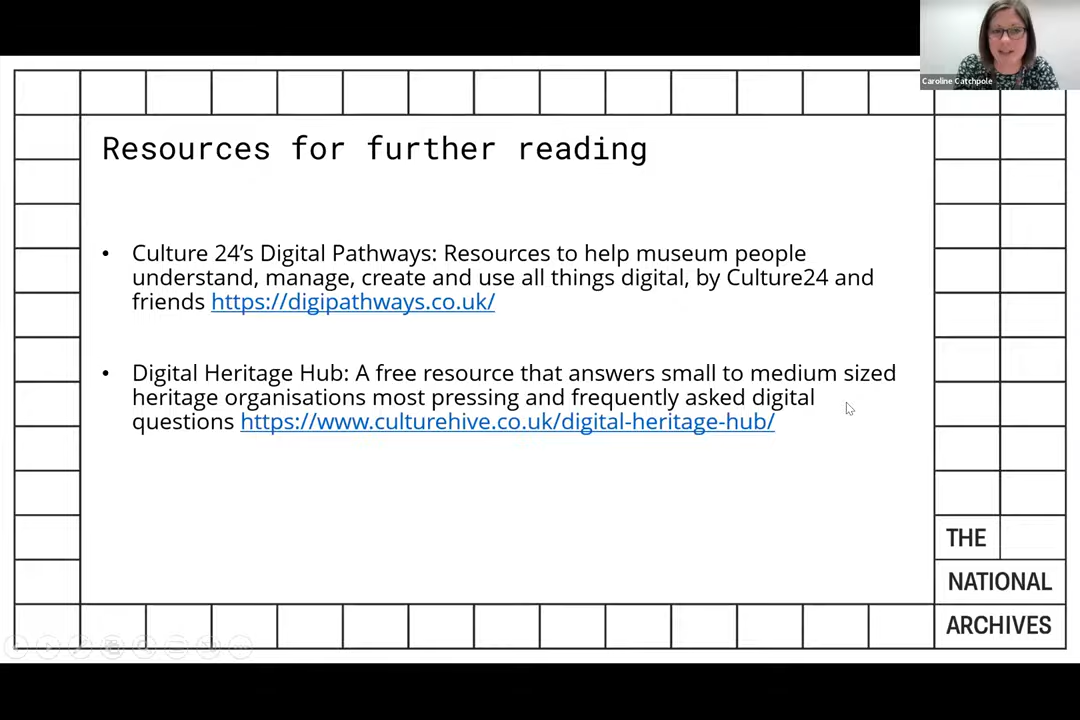 Caroline Catchpole
Resources for further reading
• Culture 24’s Digital Pathways: Resources to help museum people
understand, manage, create and use all things digital, by Culture24 and
friends https://digipathways.co.uk/
• Digital Heritage Hub: A free resource that answers small to medium sized
heritage organisations most pressing and frequently asked digital
questions https://www.culturehive.co.uk/digital-heritage-hub/
THE
NATIONAL
ARCHIVES